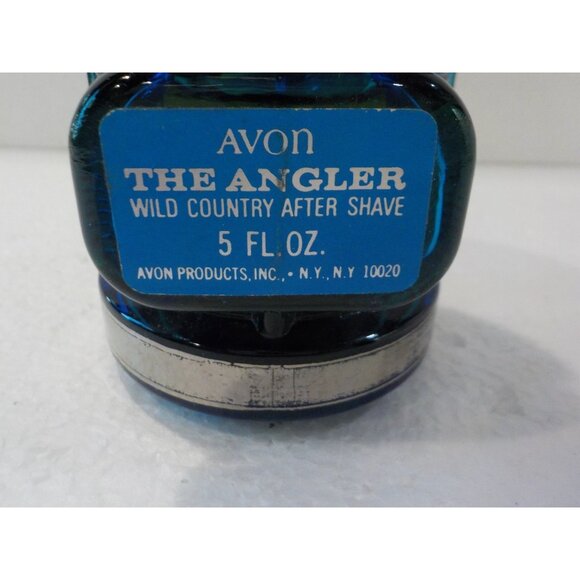 AVON
THE ANGLER
WILD COUNTRY AFTER SHAVE
5 FL. OZ.
AVON PRODUCTS, INC., • N.Y., N.Y 10020